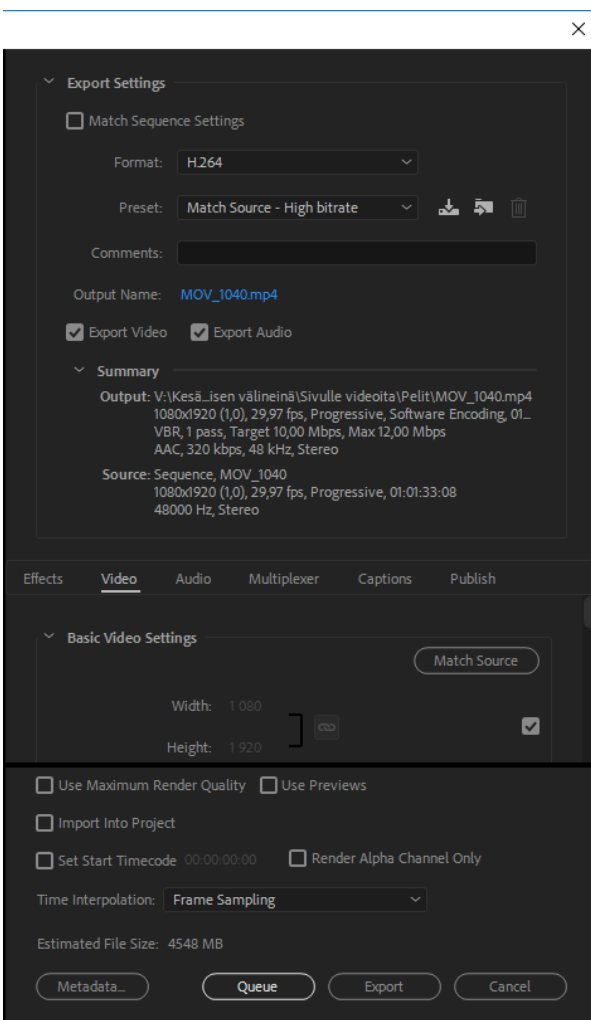 Export Settings
Match Sequence Settings
Format: H.264
Preset: Match Source - High bitrate
Comments:
Output Name: MOV_1040.mp4
Export Video Export Audio
Summary
Output: V:\Kesä...isen välineinä\Sivulle videoita\Pelit\MOV_1040.mp4
1080x1920 (1,0), 29,97 fps, Progressive, Software Encoding, 01...
VBR, 1 pass, Target 10,00 Mbps, Max 12,00 Mbps
AAC, 320 kbps, 48 kHz, Stereo
Source: Sequence, MOV_1040
1080x1920 (1,0), 29,97 fps, Progressive, 01:01:33:08
48000 Hz, Stereo
Effects Video Audio Multiplexer Captions Publish
Basic Video Settings
Match Source
Width: 1 080
Height: 1 920
Use Maximum Render Quality Use Previews
Import Into Project
Set Start Timecode 00:00:00:00 Render Alpha Channel Only
Time Interpolation: Frame Sampling
Estimated File Size: 4548 MB
Metadata... Queue Export Cancel